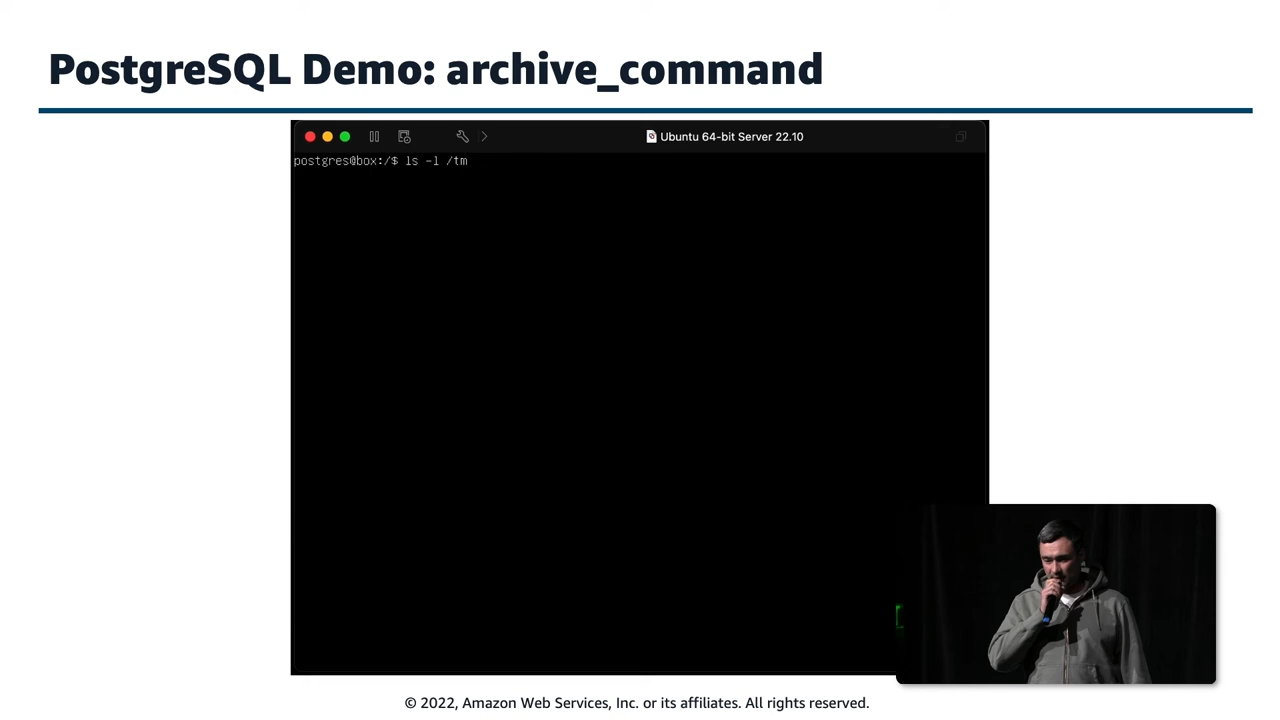 PostgreSQL Demo: archive_command
Ubuntu 64-bit Server 22.10
postgres@box:/$ ls -l /tm
© 2022, Amazon Web Services, Inc. or its affiliates. All rights reserved.